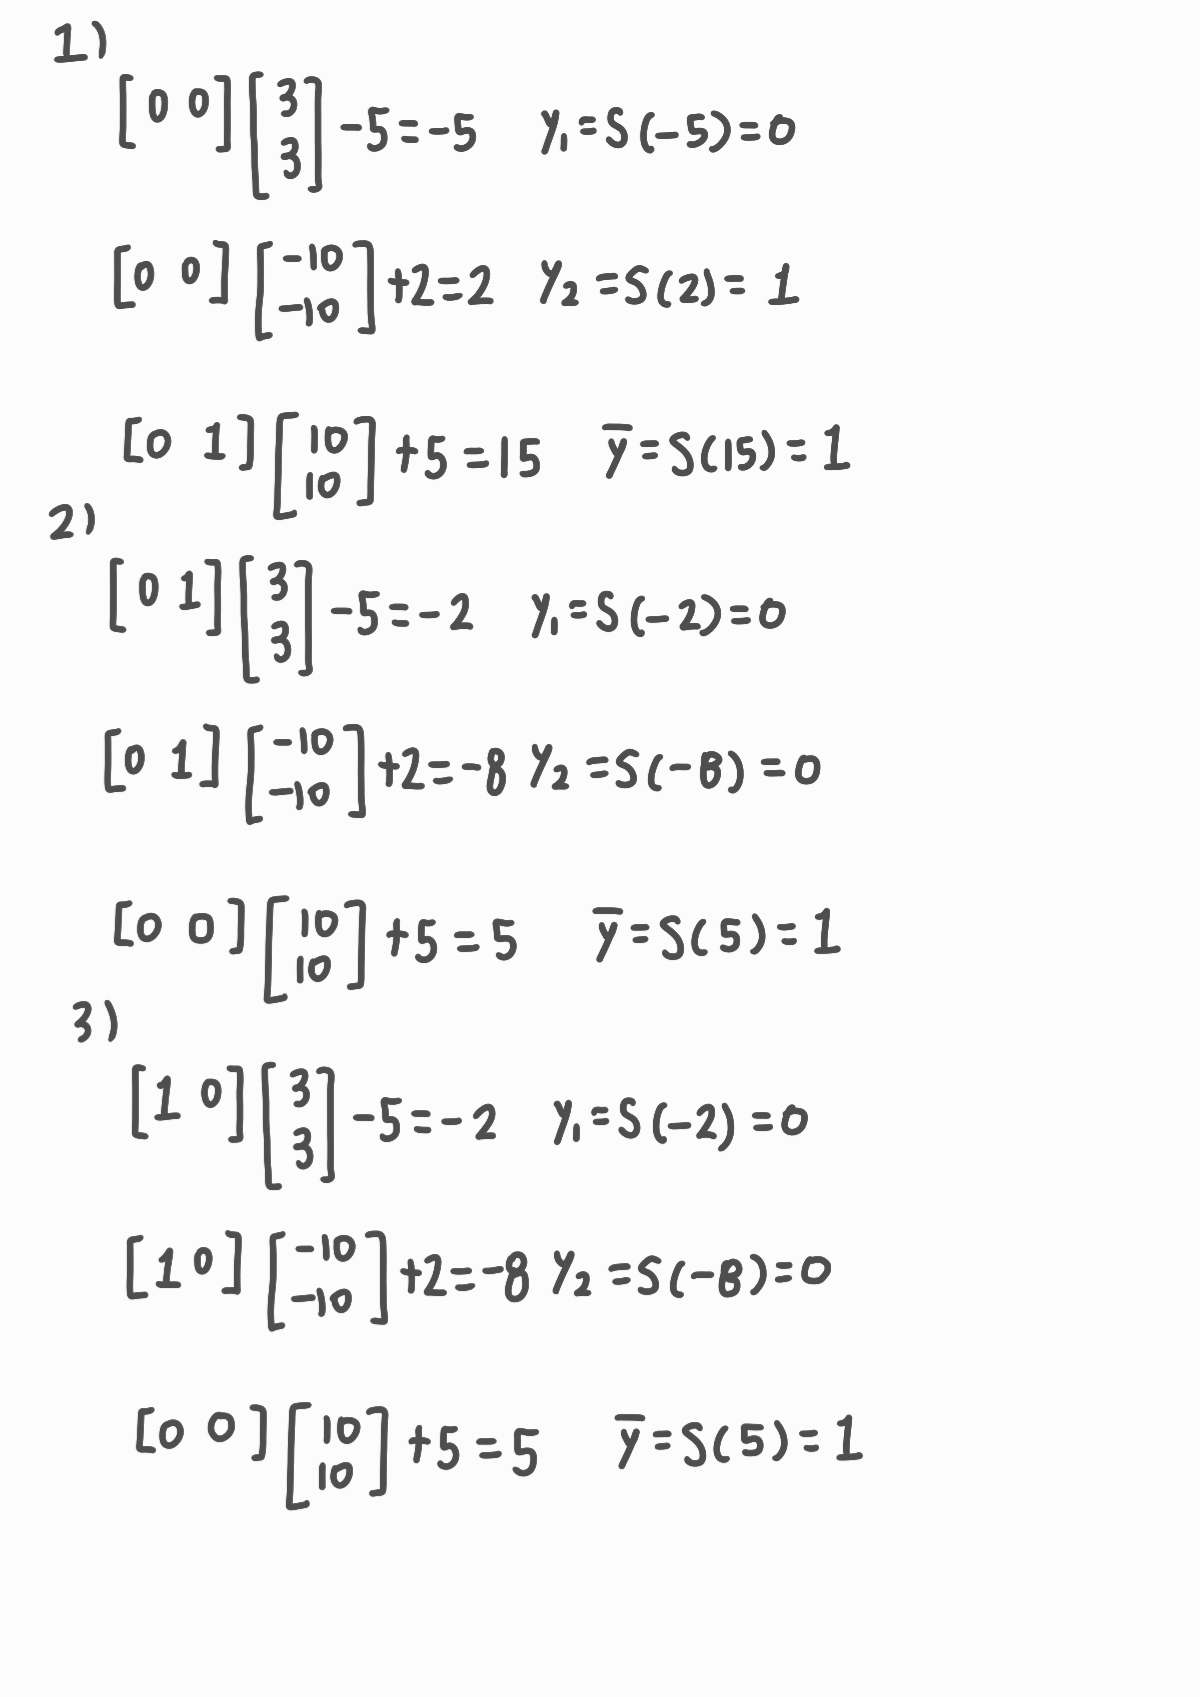 1)
[0 0] [3 3] -5 = -5 y₁ = S(-5) = 0
[0 0] [-10 -10] +2 = 2 y₂ = S(2) = 1
[0 1] [10 10] +5 = 15 y̅ = S(15) = 1
2)
[0 1] [3 3] -5 = -2 y₁ = S(-2) = 0
[0 1] [-10 -10] +2 = -8 y₂ = S(-8) = 0
[0 0] [10 10] +5 = 5 y̅ = S(5) = 1
3)
[1 0] [3 3] -5 = -2 y₁ = S(-2) = 0
[1 0] [-10 -10] +2 = -8 y₂ = S(-8) = 0
[0 0] [10 10] +5 = 5 y̅ = S(5) = 1